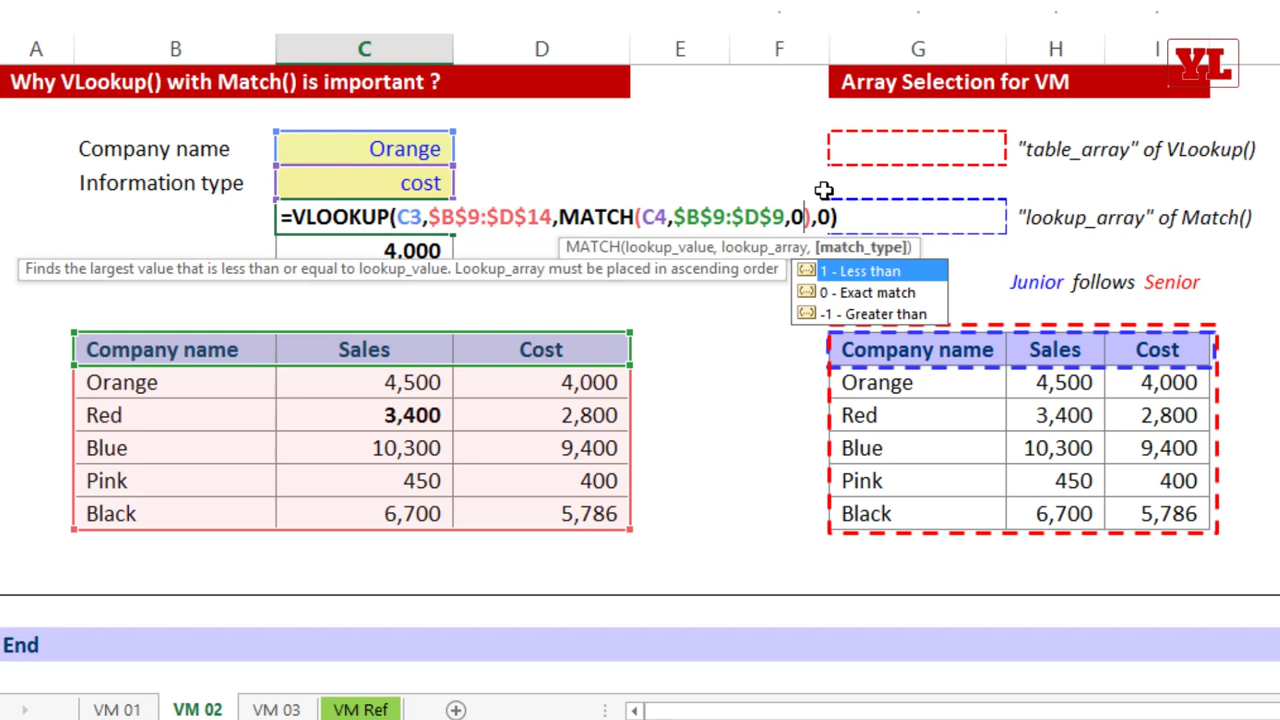 A B C D E F G H I
YL
Why VLookup() with Match() is important ? Array Selection for VM
Company name Orange "table_array" of VLookup()
Information type cost
=VLOOKUP(C3,$B$9:$D$14,MATCH(C4,$B$9:$D$9,0),0) "lookup_array" of Match()
4,000 MATCH(lookup_value, lookup_array, [match_type])
Finds the largest value that is less than or equal to lookup_value. Lookup_array must be placed in ascending order
1 - Less than
0 - Exact match
-1 - Greater than
Junior follows Senior
Company name Sales Cost Company name Sales Cost
Orange 4,500 4,000 Orange 4,500 4,000
Red 3,400 2,800 Red 3,400 2,800
Blue 10,300 9,400 Blue 10,300 9,400
Pink 450 400 Pink 450 400
Black 6,700 5,786 Black 6,700 5,786
End
VM 01 VM 02 VM 03 VM Ref